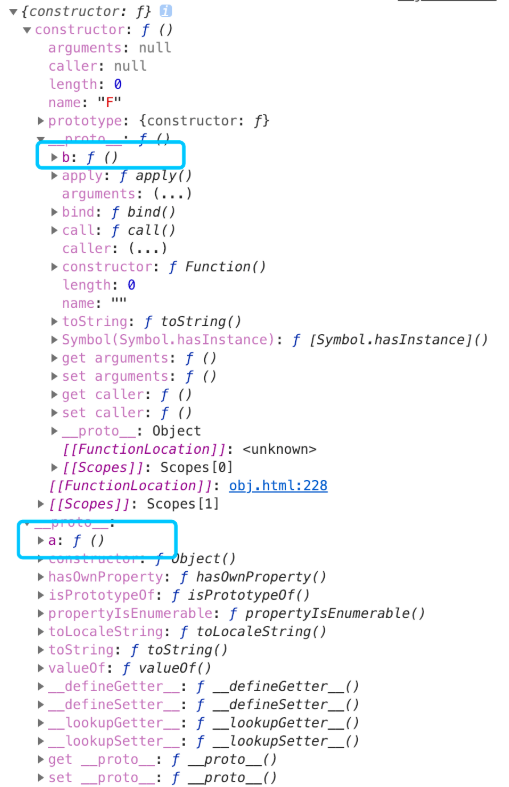 {constructor: ƒ} i
constructor: ƒ ()
arguments: null
caller: null
length: 0
name: "F"
prototype: {constructor: ƒ}
__proto__: ƒ ()
b: ƒ ()
apply: ƒ apply()
arguments: (...)
bind: ƒ bind()
call: ƒ call()
caller: (...)
constructor: ƒ Function()
length: 0
name: ""
toString: ƒ toString()
Symbol(Symbol.hasInstance): ƒ [Symbol.hasInstance]()
get arguments: ƒ ()
set arguments: ƒ ()
get caller: ƒ ()
set caller: ƒ ()
__proto__: Object
[[FunctionLocation]]: <unknown>
[[Scopes]]: Scopes[0]
[[FunctionLocation]]: obj.html:228
[[Scopes]]: Scopes[1]
__proto__:
a: ƒ ()
constructor: ƒ Object()
hasOwnProperty: ƒ hasOwnProperty()
isPrototypeOf: ƒ isPrototypeOf()
propertyIsEnumerable: ƒ propertyIsEnumerable()
toLocaleString: ƒ toLocaleString()
toString: ƒ toString()
valueOf: ƒ valueOf()
__defineGetter__: ƒ __defineGetter__()
__defineSetter__: ƒ __defineSetter__()
__lookupGetter__: ƒ __lookupGetter__()
__lookupSetter__: ƒ __lookupSetter__()
get __proto__: ƒ __proto__()
set __proto__: ƒ __proto__()